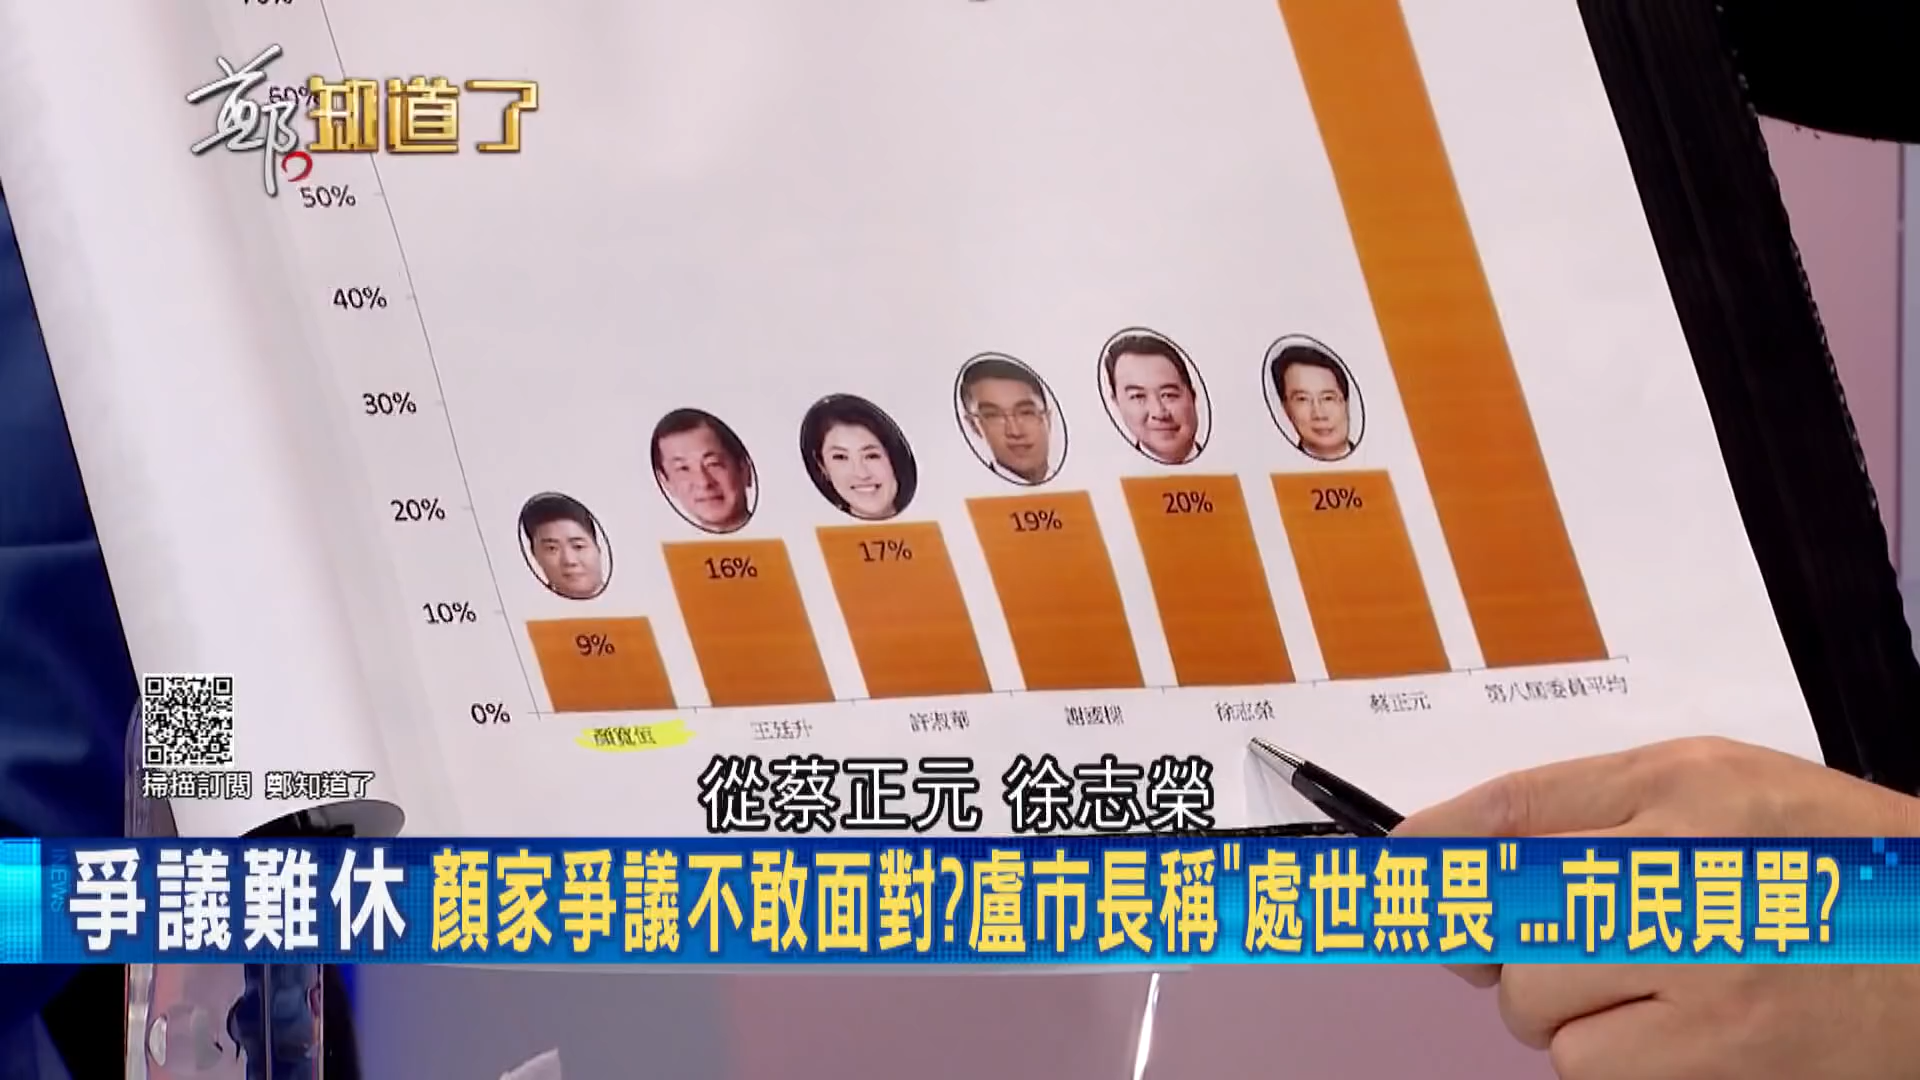 鄭知道了
60%
50%
40%
30%
20%
10%
0%
9%
16%
17%
19%
20%
20%
顏寬恒
王廷升
許淑華
謝國樑
徐志榮
蔡正元
第八屆委員平均
掃描訂閱 鄭知道了
從蔡正元 徐志榮
IN NEWS
爭議難休 顏家爭議不敢面對?盧市長稱"處世無畏"...市民買單?